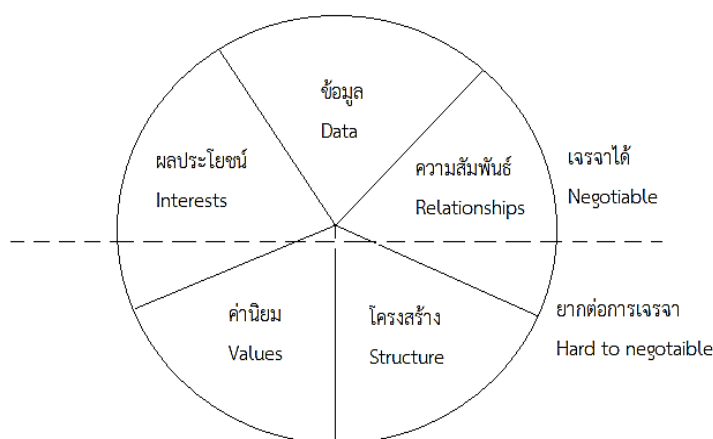 ข้อมูล
Data
ผลประโยชน์
Interests
ความสัมพันธ์
Relationships
เจรจาได้
Negotiable
ค่านิยม
Values
โครงสร้าง
Structure
ยากต่อการเจรจา
Hard to negotaible